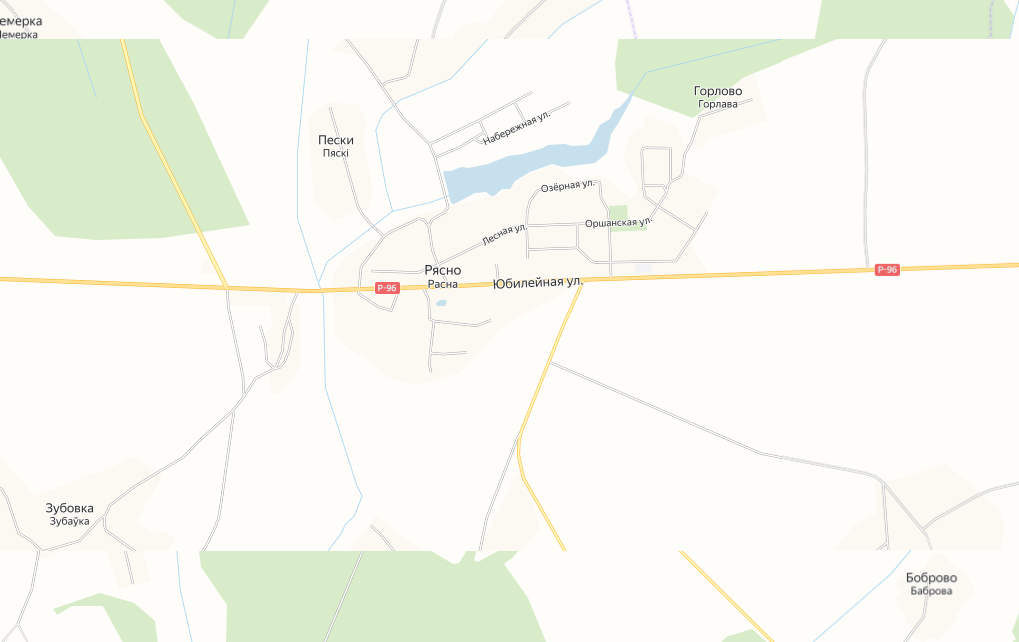 емерка
Немерка
Горлово
Горлава
Набережная ул.
Пески
Пяскі
Озёрная ул.
Оршанская ул.
Лесная ул.
Рясно
Расна
Р-96
Юбилейная ул.
Р-96
Зубовка
Зубаўка
Боброво
Баброва